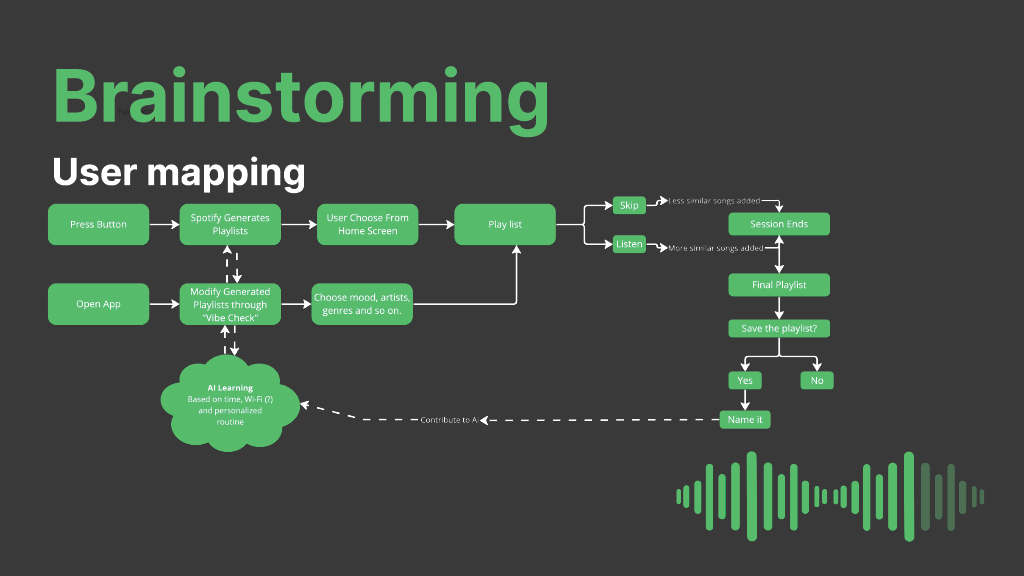 Brainstorming
User mapping
Press Button
Spotify Generates
Playlists
User Choose From
Home Screen
Play list
Skip
Less similar songs added
Session Ends
Listen
More similar songs added
Open App
Modify Generated
Playlists through
"Vibe Check"
Choose mood, artists,
genres and so on.
Final Playlist
Save the playlist?
Yes
No
AI Learning
Based on time, Wi-Fi (?)
and personalized
routine
Contribute to AI
Name it